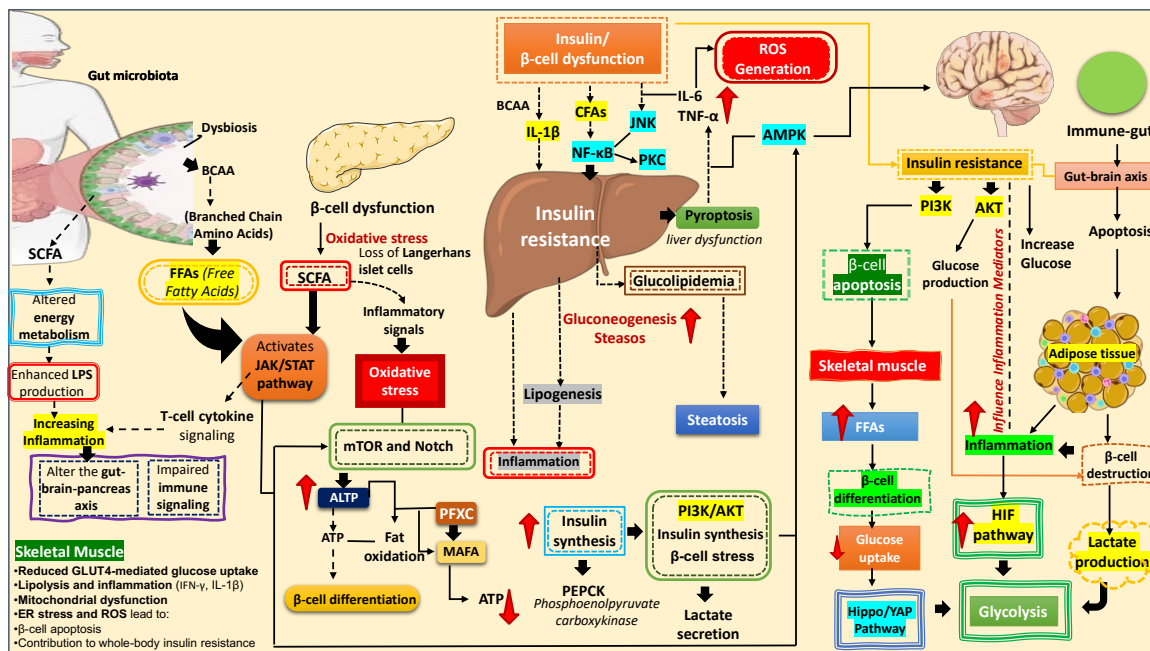 Gut microbiota
Dysbiosis
BCAA
(Branched Chain
Amino Acids)
SCFA
FFAs (Free
Fatty Acids)
Altered
energy
metabolism
Enhanced LPS
production
Increasing
Inflammation
Alter the gut-
brain-pancreas
axis
Impaired
immune
signaling
T-cell cytokine
signaling
Activates
JAK/STAT
pathway
β-cell dysfunction
Oxidative stress
Loss of Langerhans
islet cells
SCFA
Inflammatory
signals
Oxidative
stress
mTOR and Notch
ALTP
ATP
Fat
oxidation
PFXC
MAFA
β-cell differentiation
ATP
Insulin/
β-cell dysfunction
BCAA
IL-1β
CFAs
NF-κB
JNK
PKC
IL-6
TNF-α
ROS
Generation
AMPK
Insulin
resistance
Pyroptosis
liver dysfunction
Glucolipidemia
Gluconeogenesis
Steasos
Lipogenesis
Steatosis
Inflammation
Insulin
synthesis
PEPCK
Phosphoenolpyruvate
carboxykinase
PI3K/AKT
Insulin synthesis
β-cell stress
Lactate
secretion
Immune-gut
Insulin resistance
Gut-brain axis
PI3K
AKT
β-cell
apoptosis
Glucose
production
Influence Inflammation Mediators
Increase
Glucose
Apoptosis
Adipose tissue
Skeletal muscle
FFAs
Inflammation
β-cell
destruction
β-cell
differentiation
HIF
pathway
Glucose
uptake
Lactate
production
Hippo/YAP
Pathway
Glycolysis
Skeletal Muscle
•Reduced GLUT4-mediated glucose uptake
•Lipolysis and inflammation (IFN-γ, IL-1β)
•Mitochondrial dysfunction
•ER stress and ROS lead to:
•β-cell apoptosis
•Contribution to whole-body insulin resistance